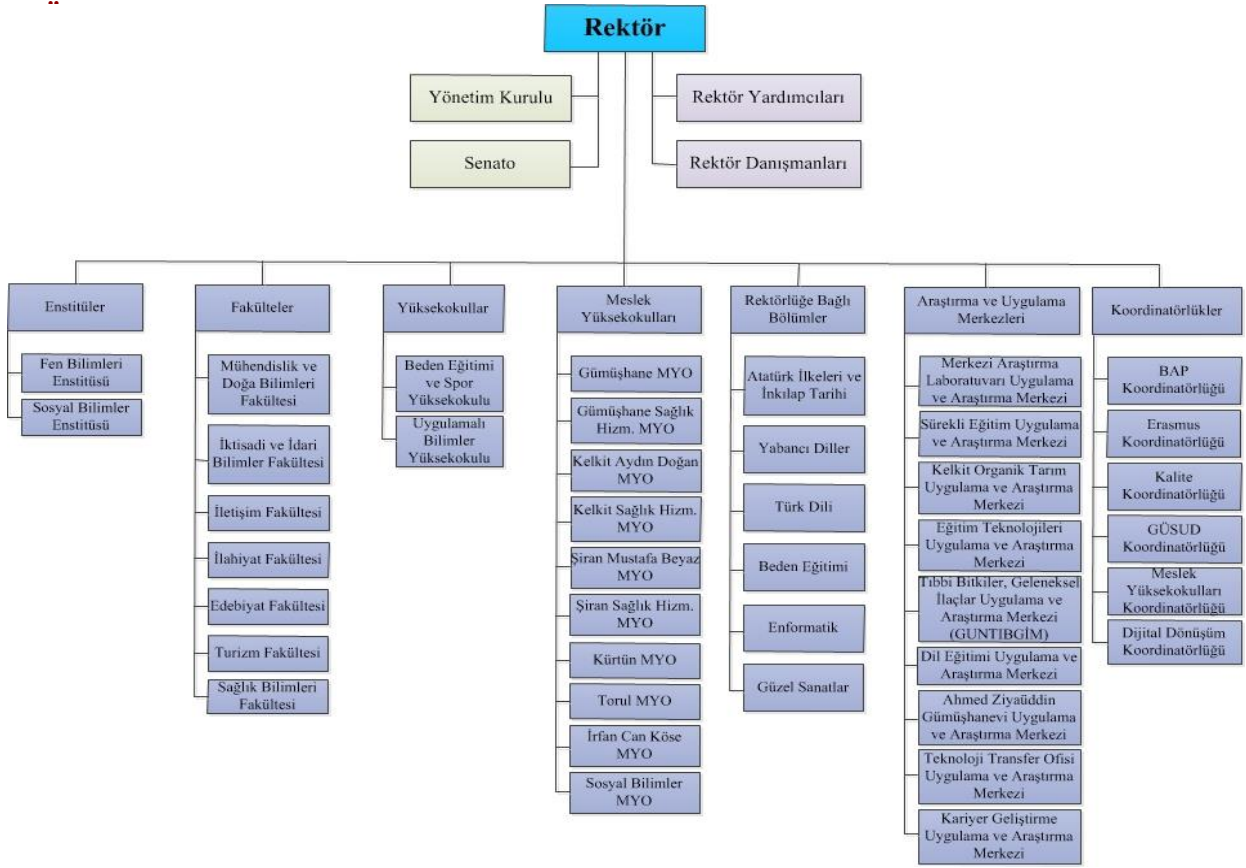 Rektör
Yönetim Kurulu
Rektör Yardımcıları
Senato
Rektör Danışmanları
Enstitüler
Fen Bilimleri
Enstitüsü
Sosyal Bilimler
Enstitüsü
Fakülteler
Mühendislik ve
Doğa Bilimleri
Fakültesi
İktisadi ve İdari
Bilimler Fakültesi
İletişim Fakültesi
İlahiyat Fakültesi
Edebiyat Fakültesi
Turizm Fakültesi
Sağlık Bilimleri
Fakültesi
Yüksekokullar
Beden Eğitimi
ve Spor
Yüksekokulu
Uygulamalı
Bilimler
Yüksekokulu
Meslek
Yüksekokulları
Gümüşhane MYO
Gümüşhane Sağlık
Hizm. MYO
Kelkit Aydın Doğan
MYO
Kelkit Sağlık Hizm.
MYO
Şiran Mustafa Beyaz
MYO
Şiran Sağlık Hizm.
MYO
Kürtün MYO
Torul MYO
İrfan Can Köse
MYO
Sosyal Bilimler
MYO
Rektörlüğe Bağlı
Bölümler
Atatürk İlkeleri ve
İnkılap Tarihi
Yabancı Diller
Türk Dili
Beden Eğitimi
Enformatik
Güzel Sanatlar
Araştırma ve Uygulama
Merkezleri
Merkezi Araştırma
Laboratuvarı Uygulama
ve Araştırma Merkezi
Sürekli Eğitim Uygulama
ve Araştırma Merkezi
Kelkit Organik Tarım
Uygulama ve Araştırma
Merkezi
Eğitim Teknolojileri
Uygulama ve Araştırma
Merkezi
Tıbbi Bitkiler, Geleneksel
İlaçlar Uygulama ve
Araştırma Merkezi
(GUNTIBGİM)
Dil Eğitimi Uygulama ve
Araştırma Merkezi
Ahmed Ziyaüddin
Gümüşhanevi Uygulama
ve Araştırma Merkezi
Teknoloji Transfer Ofisi
Uygulama ve Araştırma
Merkezi
Kariyer Geliştirme
Uygulama ve Araştırma
Merkezi
Koordinatörlükler
BAP
Koordinatörlüğü
Erasmus
Koordinatörlüğü
Kalite
Koordinatörlüğü
GÜSUD
Koordinatörlüğü
Meslek
Yüksekokulları
Koordinatörlüğü
Dijital Dönüşüm
Koordinatörlüğü